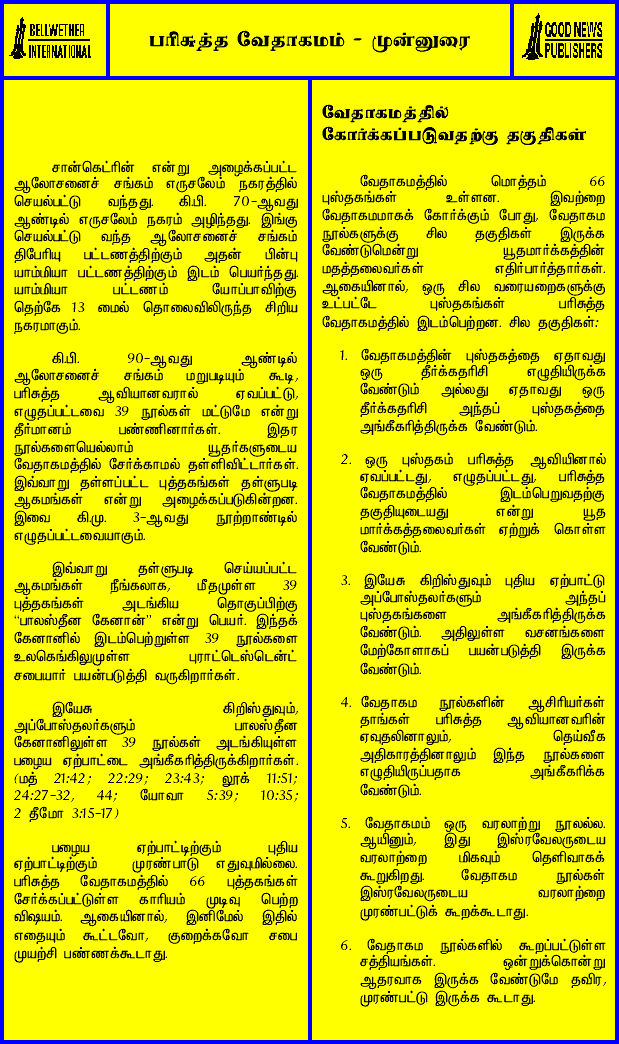 BELLWETHER
INTERNATIONAL
பரிசுத்த வேதாகமம் - முன்னுரை
GOOD NEWS
PUBLISHERS
சான்கெட்ரின் என்று அழைக்கப்பட்ட
ஆலோசனைச் சங்கம் எருசலேம் நகரத்தில்
செயல்பட்டு வந்தது. கி.பி. 70-ஆவது
ஆண்டில் எருசலேம் நகரம் அழிந்தது. இங்கு
செயல்பட்டு வந்த ஆலோசனைச் சங்கம்
திபேரியு பட்டணத்திற்கும் அதன் பின்பு
யாம்மியா பட்டணத்திற்கும் இடம் பெயர்ந்தது.
யாம்மியா பட்டணம் யோப்பாவிற்கு
தெற்கே 13 மைல் தொலைவிலிருந்த சிறிய
நகரமாகும்.
கி.பி. 90-ஆவது ஆண்டில்
ஆலோசனைச் சங்கம் மறுபடியும் கூடி,
பரிசுத்த ஆவியானவரால் ஏவப்பட்டு,
எழுதப்பட்டவை 39 நூல்கள் மட்டுமே என்று
தீர்மானம் பண்ணினார்கள். இதர
நூல்களையெல்லாம் யூதர்களுடைய
வேதாகமத்தில் சேர்க்காமல் தள்ளிவிட்டார்கள்.
இவ்வாறு தள்ளப்பட்ட புத்தகங்கள் தள்ளுபடி
ஆகமங்கள் என்று அழைக்கப்படுகின்றன.
இவை கி.மு. 3-ஆவது நூற்றாண்டில்
எழுதப்பட்டவையாகும்.
இவ்வாறு தள்ளுபடி செய்யப்பட்ட
ஆகமங்கள் நீங்கலாக, மீதமுள்ள 39
புத்தகங்கள் அடங்கிய தொகுப்பிற்கு
“பாலஸ்தீன கேனான்” என்று பெயர். இந்தக்
கேனானில் இடம்பெற்றுள்ள 39 நூல்களை
உலகெங்கிலுமுள்ள புராட்டெஸ்டெண்ட்
சபையார் பயன்படுத்தி வருகிறார்கள்.
இயேசு கிறிஸ்துவும்,
அப்போஸ்தலர்களும் பாலஸ்தீன
கேனானிலுள்ள 39 நூல்கள் அடங்கியுள்ள
பழைய ஏற்பாட்டை அங்கீகரித்திருக்கிறார்கள்.
(மத் 21:42; 22:29; 23:43; லூக் 11:51;
24:27-32, 44; யோவா 5:39; 10:35;
2 தீமோ 3:15-17)
பழைய ஏற்பாட்டிற்கும் புதிய
ஏற்பாட்டிற்கும் முரண்பாடு எதுவுமில்லை.
பரிசுத்த வேதாகமத்தில் 66 புத்தகங்கள்
சேர்க்கப்பட்டுள்ள காரியம் முடிவு பெற்ற
விஷயம். ஆகையினால், இனிமேல் இதில்
எதையும் கூட்டவோ, குறைக்கவோ சபை
முயற்சி பண்ணக்கூடாது.
வேதாகமத்தில்
கோர்க்கப்படுவதற்கு தகுதிகள்
வேதாகமத்தில் மொத்தம் 66
புஸ்தகங்கள் உள்ளன. இவற்றை
வேதாகமமாகக் கோர்க்கும் போது, வேதாகம
நூல்களுக்கு சில தகுதிகள் இருக்க
வேண்டுமென்று யூதமார்க்கத்தின்
மதத்தலைவர்கள் எதிர்பார்த்தார்கள்.
ஆகையினால், ஒரு சில வரையறைகளுக்கு
உட்பட்டே புஸ்தகங்கள் பரிசுத்த
வேதாகமத்தில் இடம்பெற்றன. சில தகுதிகள்:
1. வேதாகமத்தின் புஸ்தகத்தை ஏதாவது
ஒரு தீர்க்கதரிசி எழுதியிருக்க
வேண்டும் அல்லது ஏதாவது ஒரு
தீர்க்கதரிசி அந்தப் புஸ்தகத்தை
அங்கீகரித்திருக்க வேண்டும்.
2. ஒரு புஸ்தகம் பரிசுத்த ஆவியினால்
ஏவப்பட்டது, எழுதப்பட்டது, பரிசுத்த
வேதாகமத்தில் இடம்பெறுவதற்கு
தகுதியுடையது என்று யூத
மார்க்கத்தலைவர்கள் ஏற்றுக் கொள்ள
வேண்டும்.
3. இயேசு கிறிஸ்துவும் புதிய ஏற்பாட்டு
அப்போஸ்தலர்களும் அந்தப்
புஸ்தகங்களை அங்கீகரித்திருக்க
வேண்டும். அதிலுள்ள வசனங்களை
மேற்கோளாகப் பயன்படுத்தி இருக்க
வேண்டும்.
4. வேதாகம நூல்களின் ஆசிரியர்கள்
தாங்கள் பரிசுத்த ஆவியானவரின்
ஏவுதலினாலும், தெய்வீக
அதிகாரத்தினாலும் இந்த நூல்களை
எழுதியிருப்பதாக அங்கீகரிக்க
வேண்டும்.
5. வேதாகமம் ஒரு வரலாற்று நூலல்ல.
ஆயினும், இது இஸ்ரவேலருடைய
வரலாற்றை மிகவும் தெளிவாகக்
கூறுகிறது. வேதாகம நூல்கள்
இஸ்ரவேலருடைய வரலாற்றை
முரண்பட்டுக் கூறக்கூடாது.
6. வேதாகம நூல்களில் கூறப்பட்டுள்ள
சத்தியங்கள். ஒன்றுக்கொன்று
ஆதரவாக இருக்க வேண்டுமே தவிர,
முரண்பட்டு இருக்க கூடாது.